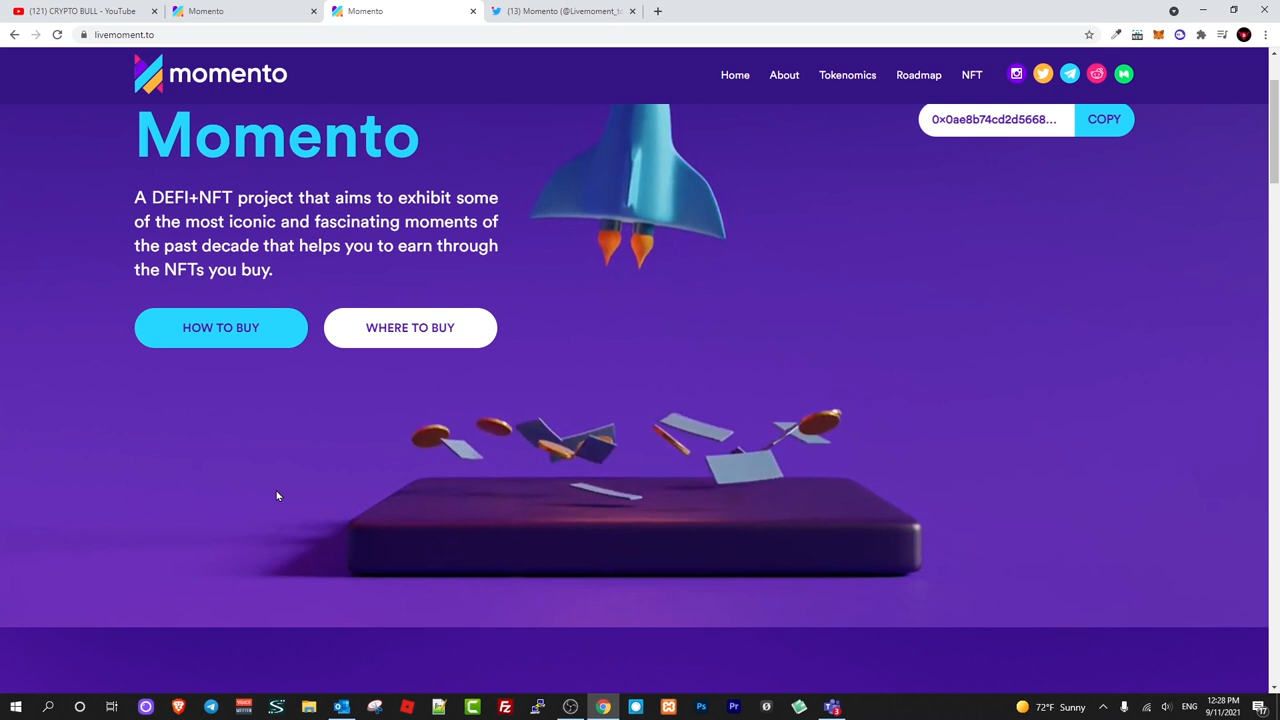 (121) CRYPTO BULL - YouTube
Momento
Momento
(13) Momento (@Livemoment_to
livemoment.to
momento
Home
About
Tokenomics
Roadmap
NFT
0x0ae8b74cd2d5668...
COPY
Momento
A DEFI+NFT project that aims to exhibit some
of the most iconic and fascinating moments of
the past decade that helps you to earn through
the NFTs you buy.
HOW TO BUY
WHERE TO BUY
72°F Sunny
12:28 PM
9/11/2021